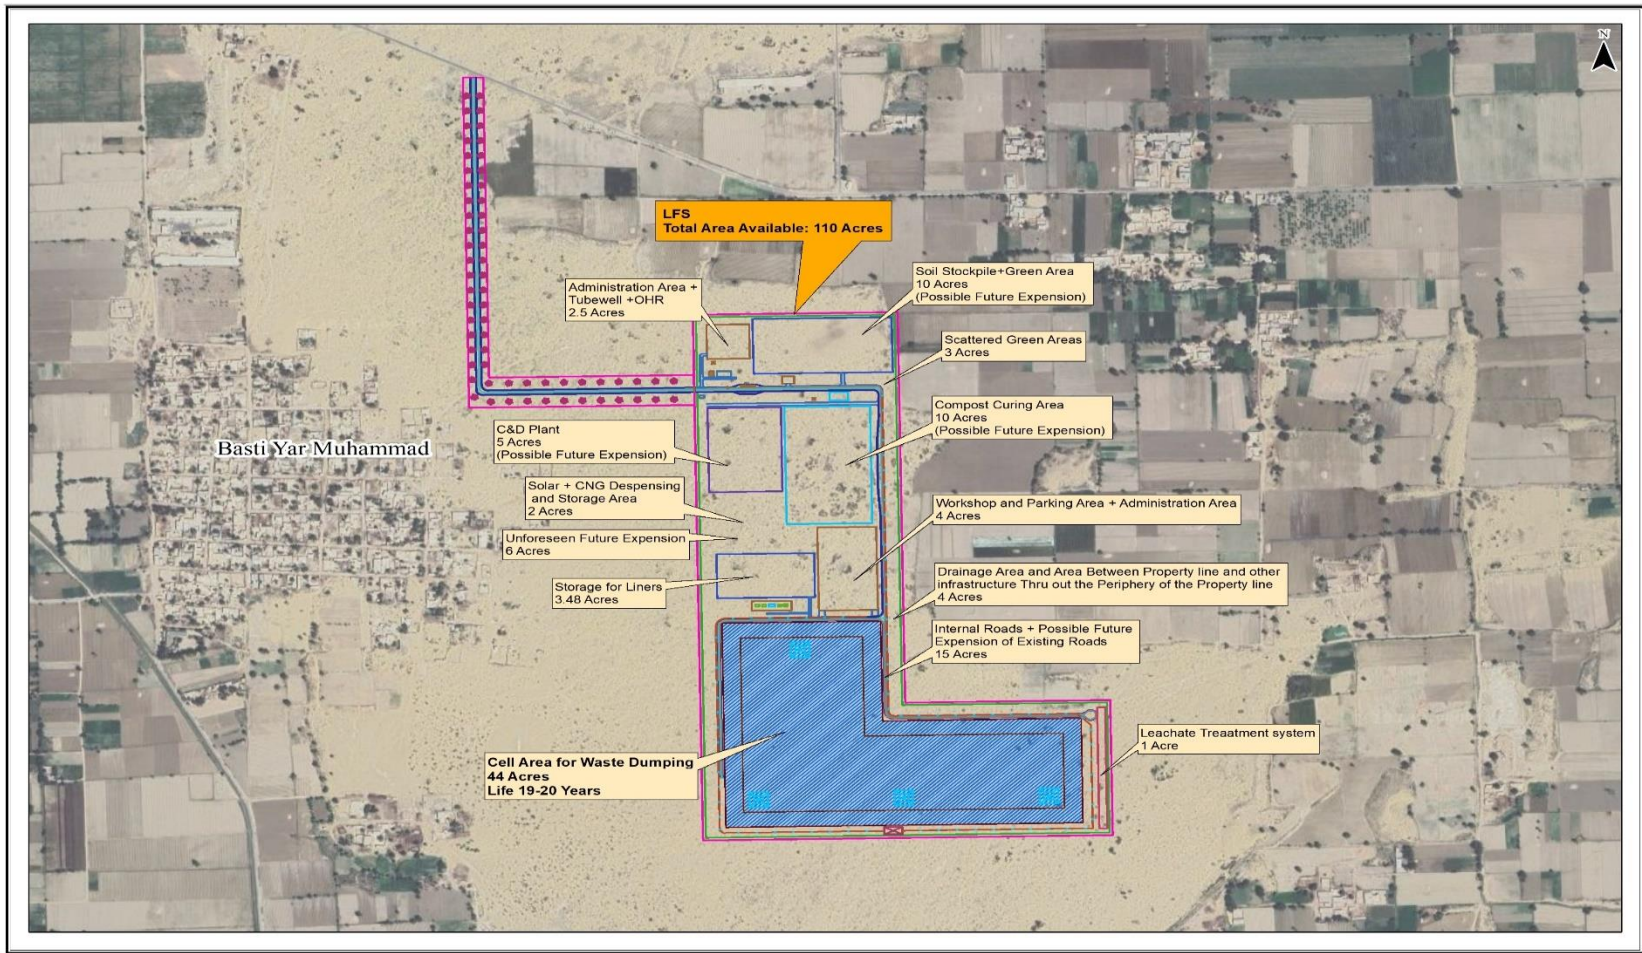 N
LFS
Total Area Available: 110 Acres
Soil Stockpile+Green Area
10 Acres
(Possible Future Expension)
Administration Area +
Tubewell +OHR
2.5 Acres
Scattered Green Areas
3 Acres
Compost Curing Area
10 Acres
(Possible Future Expension)
C&D Plant
5 Acres
(Possible Future Expension)
Basti Yar Muhammad
Solar + CNG Despensing
and Storage Area
2 Acres
Workshop and Parking Area + Administration Area
4 Acres
Unforeseen Future Expension
6 Acres
Drainage Area and Area Between Property line and other
infrastructure Thru out the Periphery of the Property line
4 Acres
Storage for Liners
3.48 Acres
Internal Roads + Possible Future
Expension of Existing Roads
15 Acres
Leachate Treaatment system
1 Acre
Cell Area for Waste Dumping
44 Acres
Life 19-20 Years